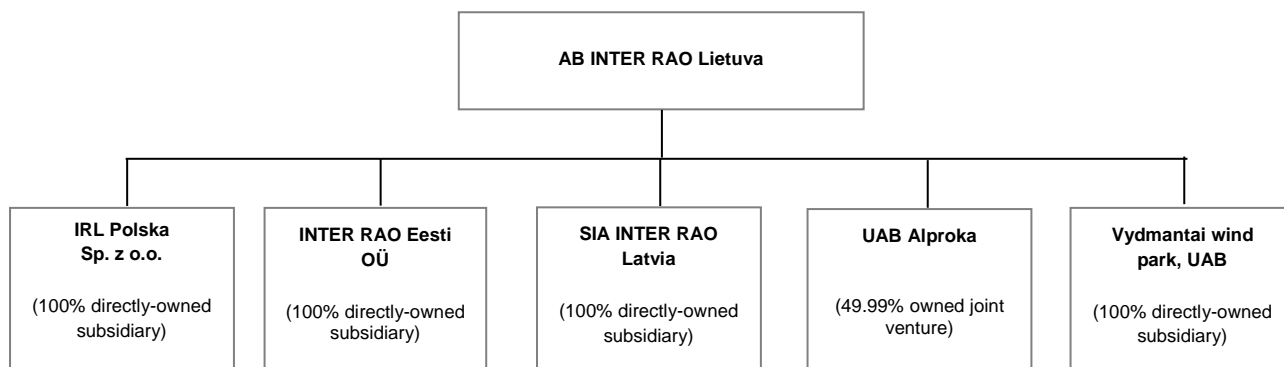 AB INTER RAO Lietuva
IRL Polska
Sp. z o.o.
(100% directly-owned
subsidiary)
INTER RAO Eesti
OÜ
(100% directly-owned
subsidiary)
SIA INTER RAO
Latvia
(100% directly-owned
subsidiary)
UAB Alproka
(49.99% owned joint
venture)
Vydmantai wind
park, UAB
(100% directly-owned
subsidiary)